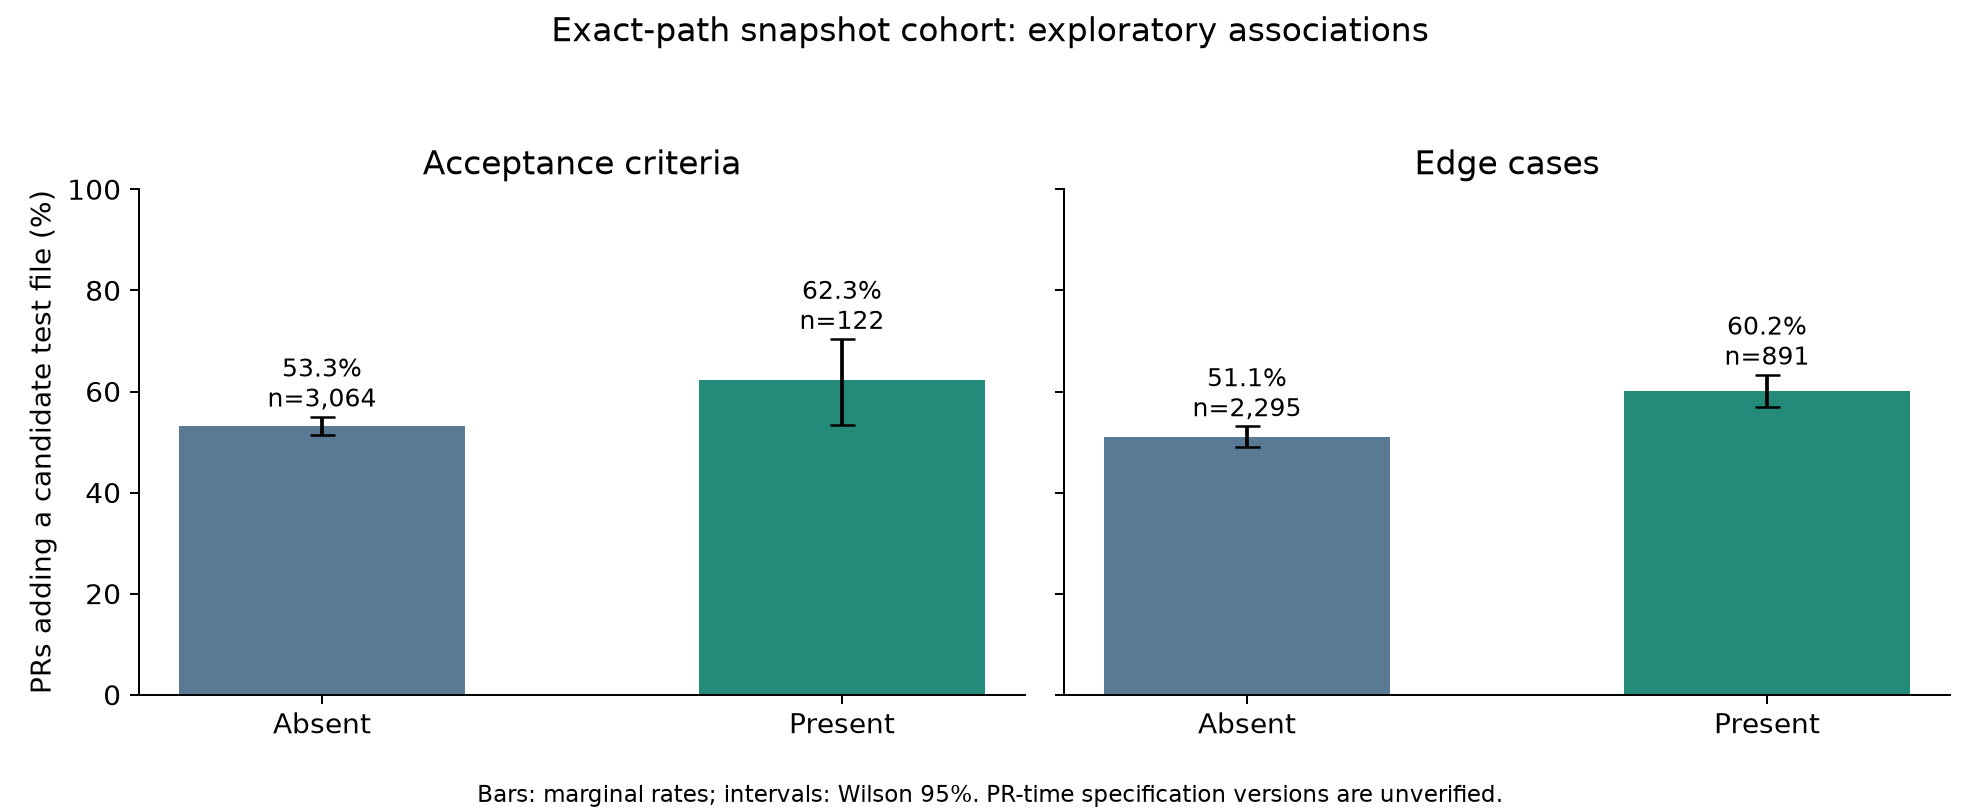 Exact-path snapshot cohort: exploratory associations
Acceptance criteria
PRs adding a candidate test file (%)
100
80
60
40
20
0
53.3%
n=3,064
62.3%
n=122
Absent
Present
Edge cases
51.1%
n=2,295
60.2%
n=891
Absent
Present
Bars: marginal rates; intervals: Wilson 95%. PR-time specification versions are unverified.